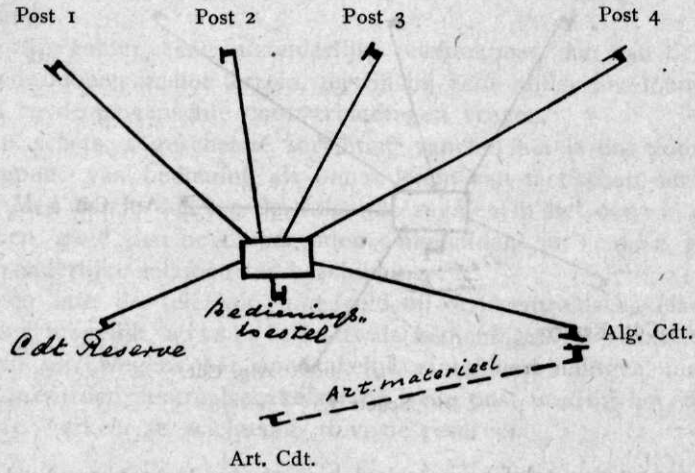 Post 1 Post 2 Post 3 Post 4
bedienings„
toestel
Cdt Reserve
Alg. Cdt.
Art. materieel
Art. Cdt.